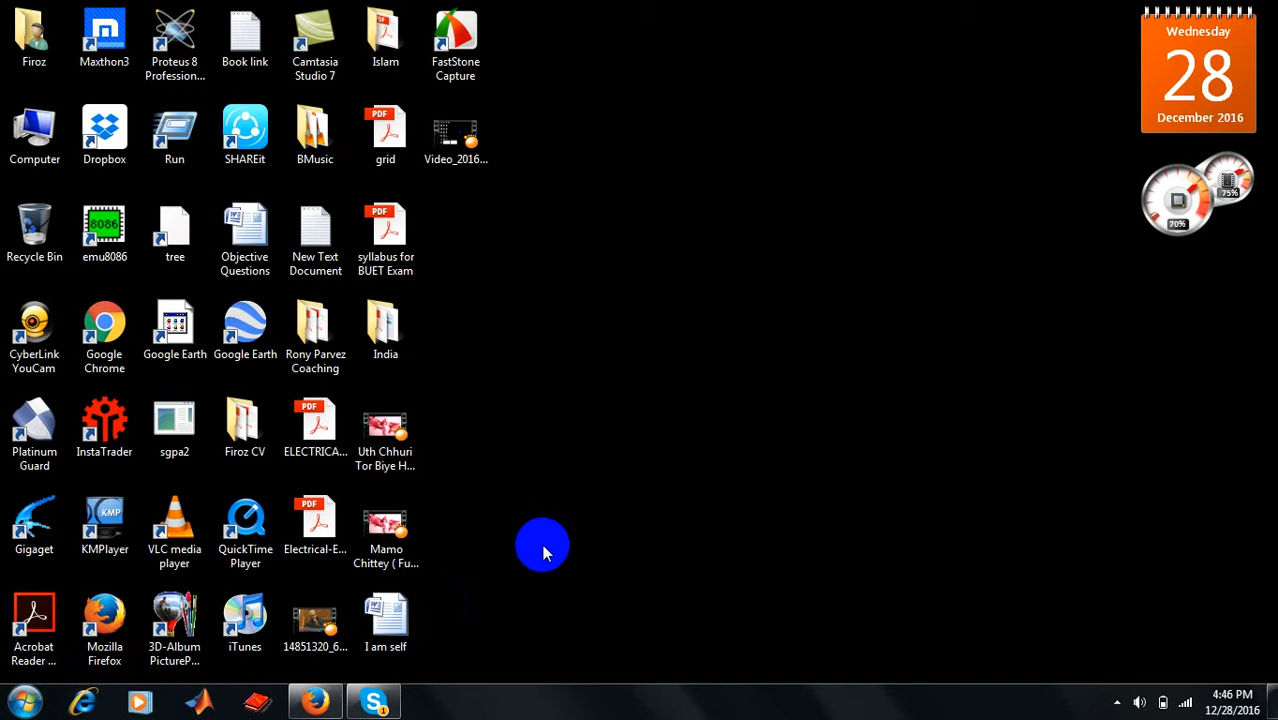 Firoz
Maxthon3
Proteus 8
Profession...
Book link
Camtasia
Studio 7
Islam
FastStone
Capture
Computer
Dropbox
Run
SHAREit
BMusic
PDF
grid
Video_2016...
Recycle Bin
8086
emu8086
tree
Objective
Questions
New Text
Document
PDF
syllabus for
BUET Exam
CyberLink
YouCam
Google
Chrome
Google Earth
Google Earth
Rony Parvez
Coaching
India
Platinum
Guard
InstaTrader
sgpa2
Firoz CV
PDF
ELECTRICA...
Uth Chhuri
Tor Biye H...
Gigaget
KMP
KMPlayer
VLC media
player
QuickTime
Player
PDF
Electrical-E...
Mamo
Chittey ( Fu...
Acrobat
Reader ...
Mozilla
Firefox
3D-Album
PictureP...
iTunes
14851320_6...
I am self
Wednesday
28
December 2016
75%
70%
1
4:46 PM
12/28/2016